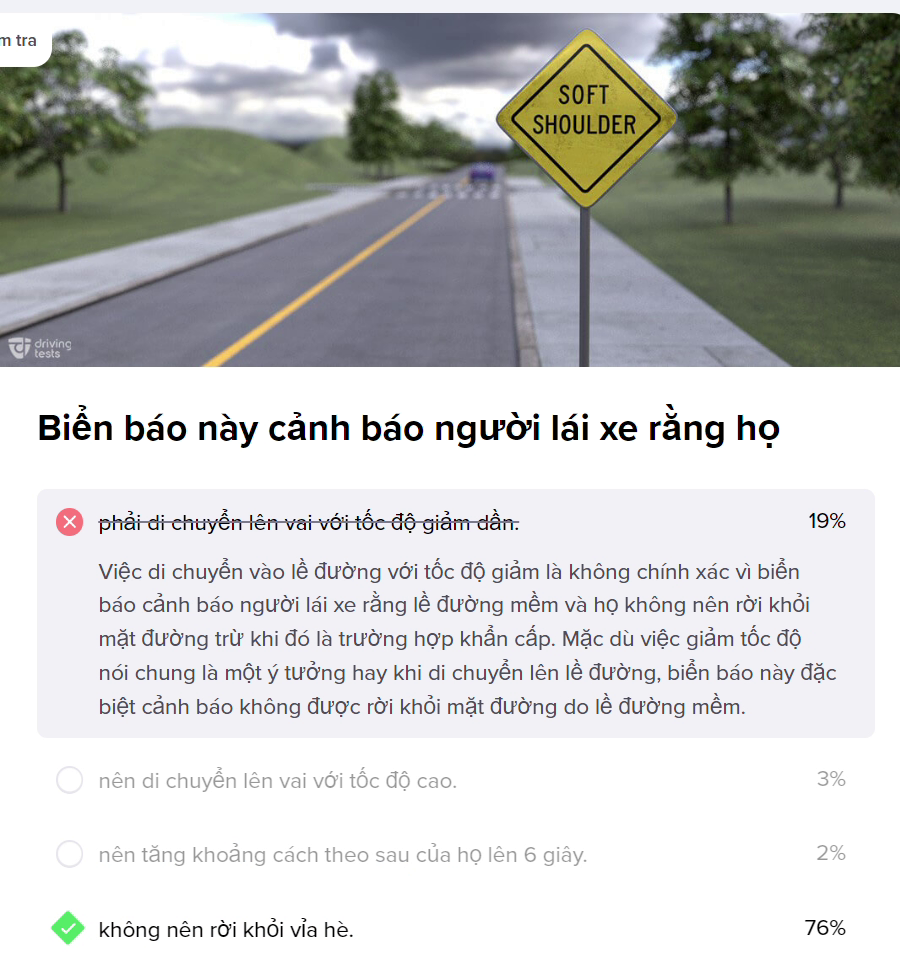 m tra
SOFT
SHOULDER
driving
tests
Biển báo này cảnh báo người lái xe rằng họ
phải di chuyển lên vai với tốc độ giảm dần.
19%
Việc di chuyển vào lề đường với tốc độ giảm là không chính xác vì biển
báo cảnh báo người lái xe rằng lề đường mềm và họ không nên rời khỏi
mặt đường trừ khi đó là trường hợp khẩn cấp. Mặc dù việc giảm tốc độ
nói chung là một ý tưởng hay khi di chuyển lên lề đường, biển báo này đặc
biệt cảnh báo không được rời khỏi mặt đường do lề đường mềm.
nên di chuyển lên vai với tốc độ cao.
3%
nên tăng khoảng cách theo sau của họ lên 6 giây.
2%
không nên rời khỏi vỉa hè.
76%